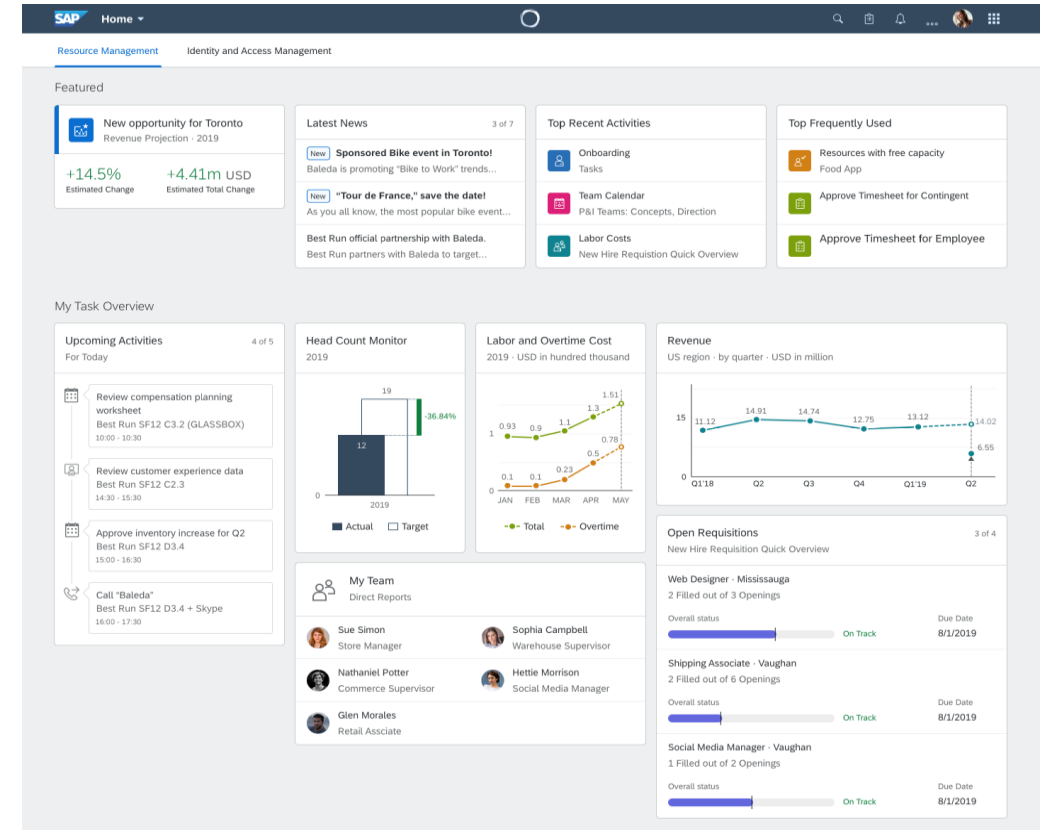 SAP Home
...
Resource Management Identity and Access Management
Featured
New opportunity for Toronto
Revenue Projection · 2019
+14.5% +4.41m USD
Estimated Change Estimated Total Change
Latest News 3 of 7
New Sponsored Bike event in Toronto!
Baleda is promoting "Bike to Work" trends...
New "Tour de France," save the date!
As you all know, the most popular bike event...
Best Run official partnership with Baleda.
Best Run partners with Baleda to target...
Top Recent Activities
Onboarding
Tasks
Team Calendar
P&I Teams: Concepts, Direction
Labor Costs
New Hire Requistion Quick Overview
Top Frequently Used
Resources with free capacity
Food App
Approve Timesheet for Contingent
Approve Timesheet for Employee
My Task Overview
Upcoming Activities 4 of 5
For Today
Review compensation planning
worksheet
Best Run SF12 C3.2 (GLASSBOX)
10:00 - 10:30
Review customer experience data
Best Run SF12 C2.3
14:30 - 15:30
Approve inventory increase for Q2
Best Run SF12 D3.4
15:00 - 16:30
Call "Baleda"
Best Run SF12 D3.4 + Skype
16:00 - 17:30
Head Count Monitor
2019
19
-36.84%
12
0
2019
Actual Target
Labor and Overtime Cost
2019 · USD in hundred thousand
1.51
1.3
1.1
0.93 0.9
1
0.78
0.5
0.23
0.1 0.1
0
JAN FEB MAR APR MAY
Total Overtime
Revenue
US region · by quarter · USD in million
15
11.12 14.91 14.74 12.75 13.12 14.02
6.55
0
Q1'18 Q2 Q3 Q4 Q1'19 Q2
My Team
Direct Reports
Sue Simon
Store Manager
Sophia Campbell
Warehouse Supervisor
Nathaniel Potter
Commerce Supervisor
Hettie Morrison
Social Media Manager
Glen Morales
Retail Assciate
Open Requisitions 3 of 4
New Hire Requisition Quick Overview
Web Designer · Mississauga
2 Filled out of 3 Openings
Overall status Due Date
On Track 8/1/2019
Shipping Associate · Vaughan
2 Filled out of 6 Openings
Overall status Due Date
On Track 8/1/2019
Social Media Manager · Vaughan
1 Filled out of 2 Openings
Overall status Due Date
On Track 8/1/2019